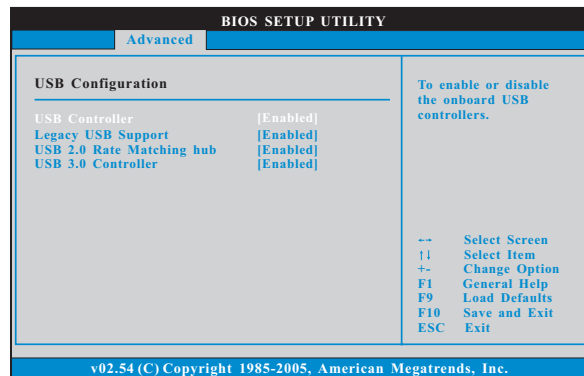 BIOS SETUP UTILITY
Advanced
USB Configuration
USB Controller [Enabled]
Legacy USB Support [Enabled]
USB 2.0 Rate Matching hub [Enabled]
USB 3.0 Controller [Enabled]
To enable or disable
the onboard USB
controllers.
←→ Select Screen
↑↓ Select Item
+- Change Option
F1 General Help
F9 Load Defaults
F10 Save and Exit
ESC Exit
v02.54 (C) Copyright 1985-2005, American Megatrends, Inc.